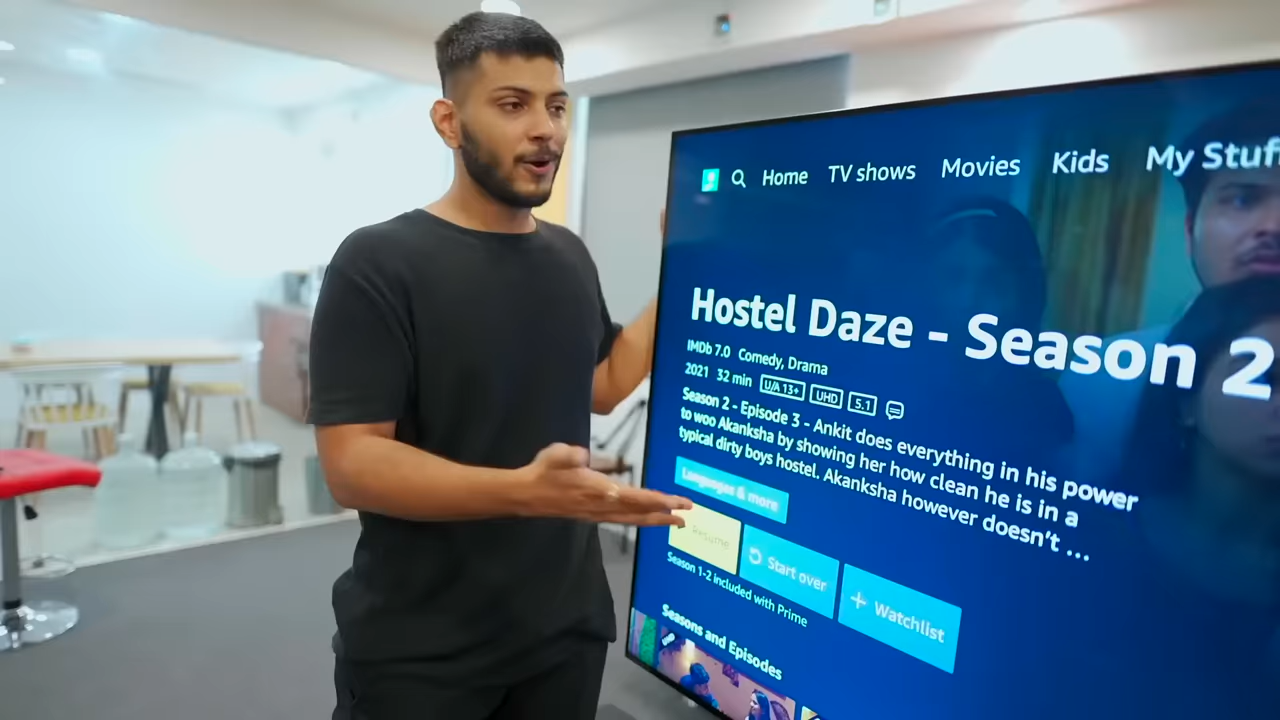 Home TV shows Movies Kids My Stuf
Hostel Daze - Season 2
IMDb 7.0 Comedy, Drama
2021 32 min U/A 13+ UHD 5.1
Season 2 - Episode 3 - Ankit does everything in his power
to woo Akanksha by showing her how clean he is in a
typical dirty boys hostel. Akanksha however doesn't ...
Languages & more
Resume Start over + Watchlist
Season 1-2 included with Prime
Seasons and Episodes